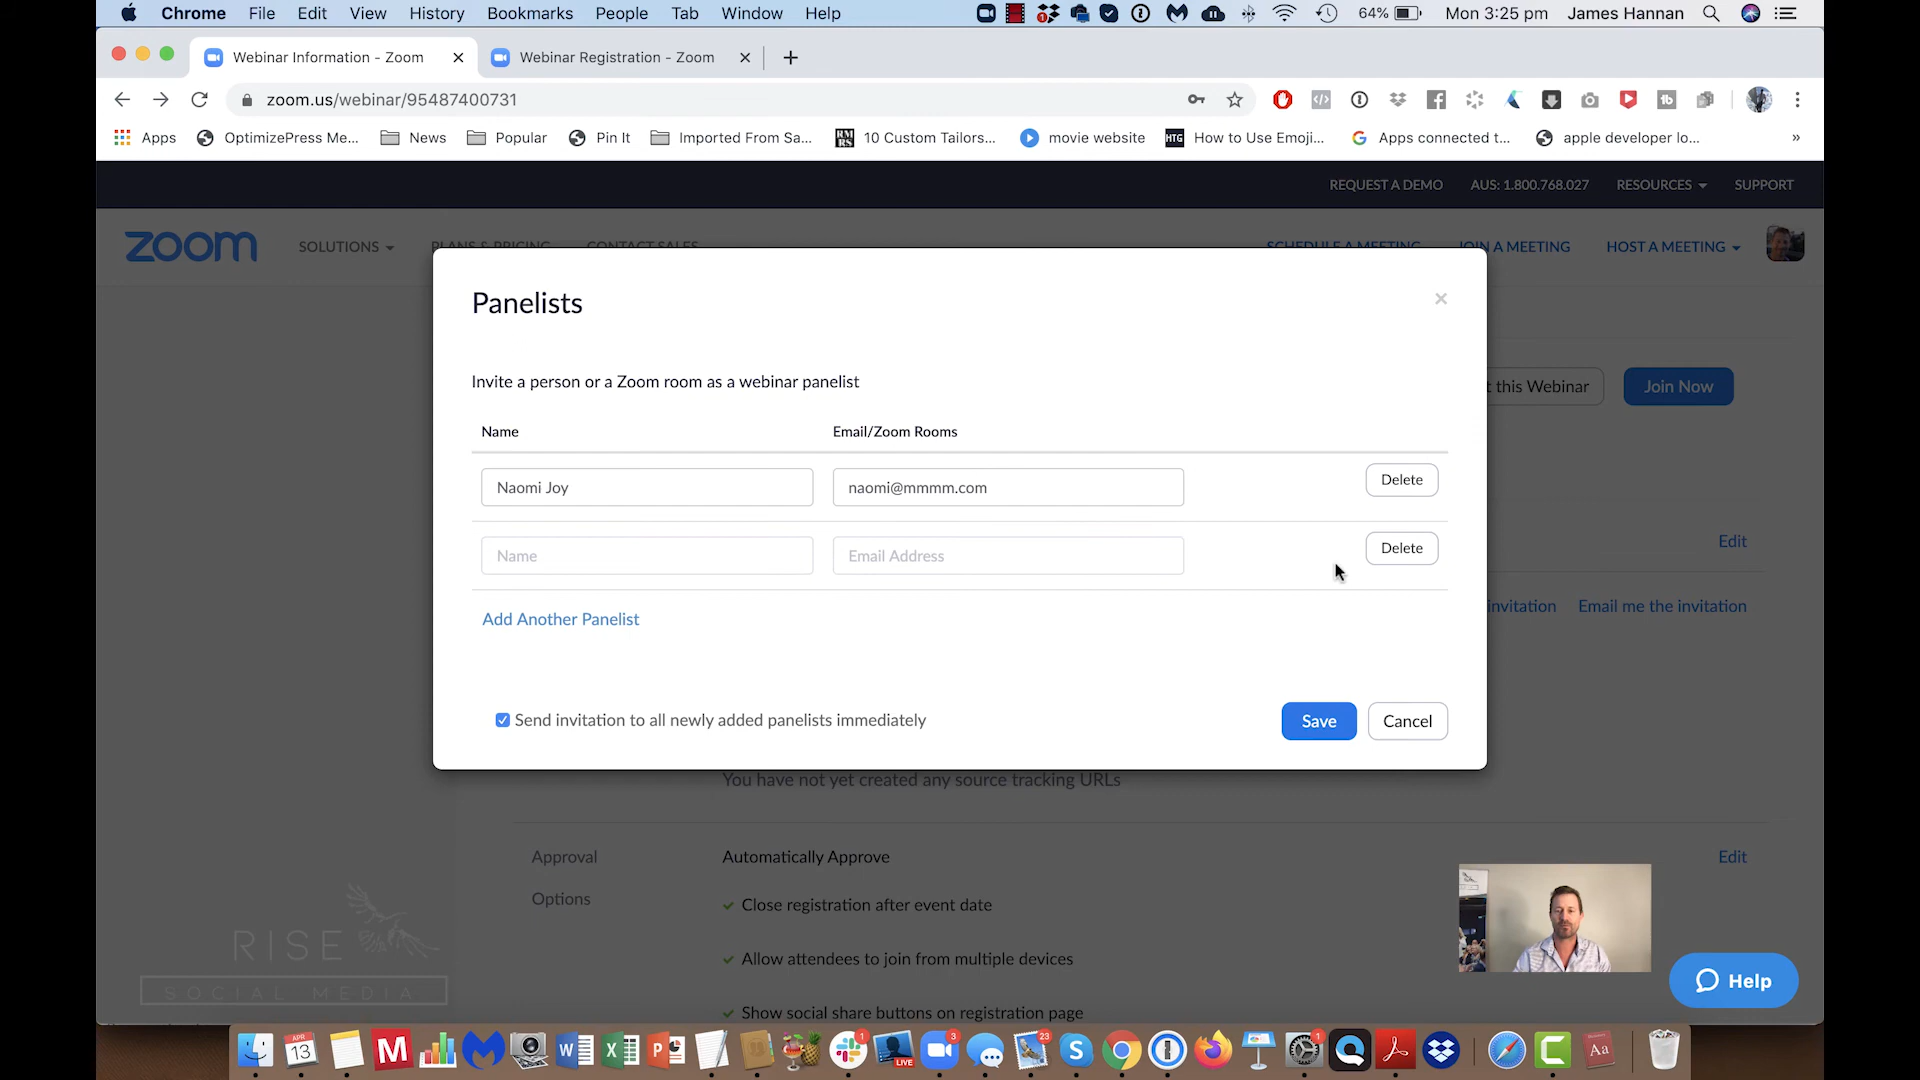 Chrome File Edit View History Bookmarks People Tab Window Help 64% Mon 3:25 pm James Hannan
Webinar Information - Zoom Webinar Registration - Zoom
zoom.us/webinar/95487400731
Apps OptimizePress Me... News Popular Pin It Imported From Sa... 10 Custom Tailors... movie website HTG How to Use Emoji... Apps connected t... apple developer lo... »
REQUEST A DEMO AUS: 1.800.768.027 RESOURCES SUPPORT
zoom SOLUTIONS PLANS & PRICING CONTACT SALES SCHEDULE A MEETING JOIN A MEETING HOST A MEETING
Panelists
t this Webinar Join Now
Invite a person or a Zoom room as a webinar panelist
Name Email/Zoom Rooms
Naomi Joy naomi@mmmm.com Delete
Name Email Address Delete
Edit
invitation Email me the invitation
Add Another Panelist
Send invitation to all newly added panelists immediately Save Cancel
You have not yet created any source tracking URLs
Approval Automatically Approve Edit
Options Close registration after event date
Allow attendees to join from multiple devices
Show social share buttons on registration page
RISE
SOCIAL MEDIA
Help